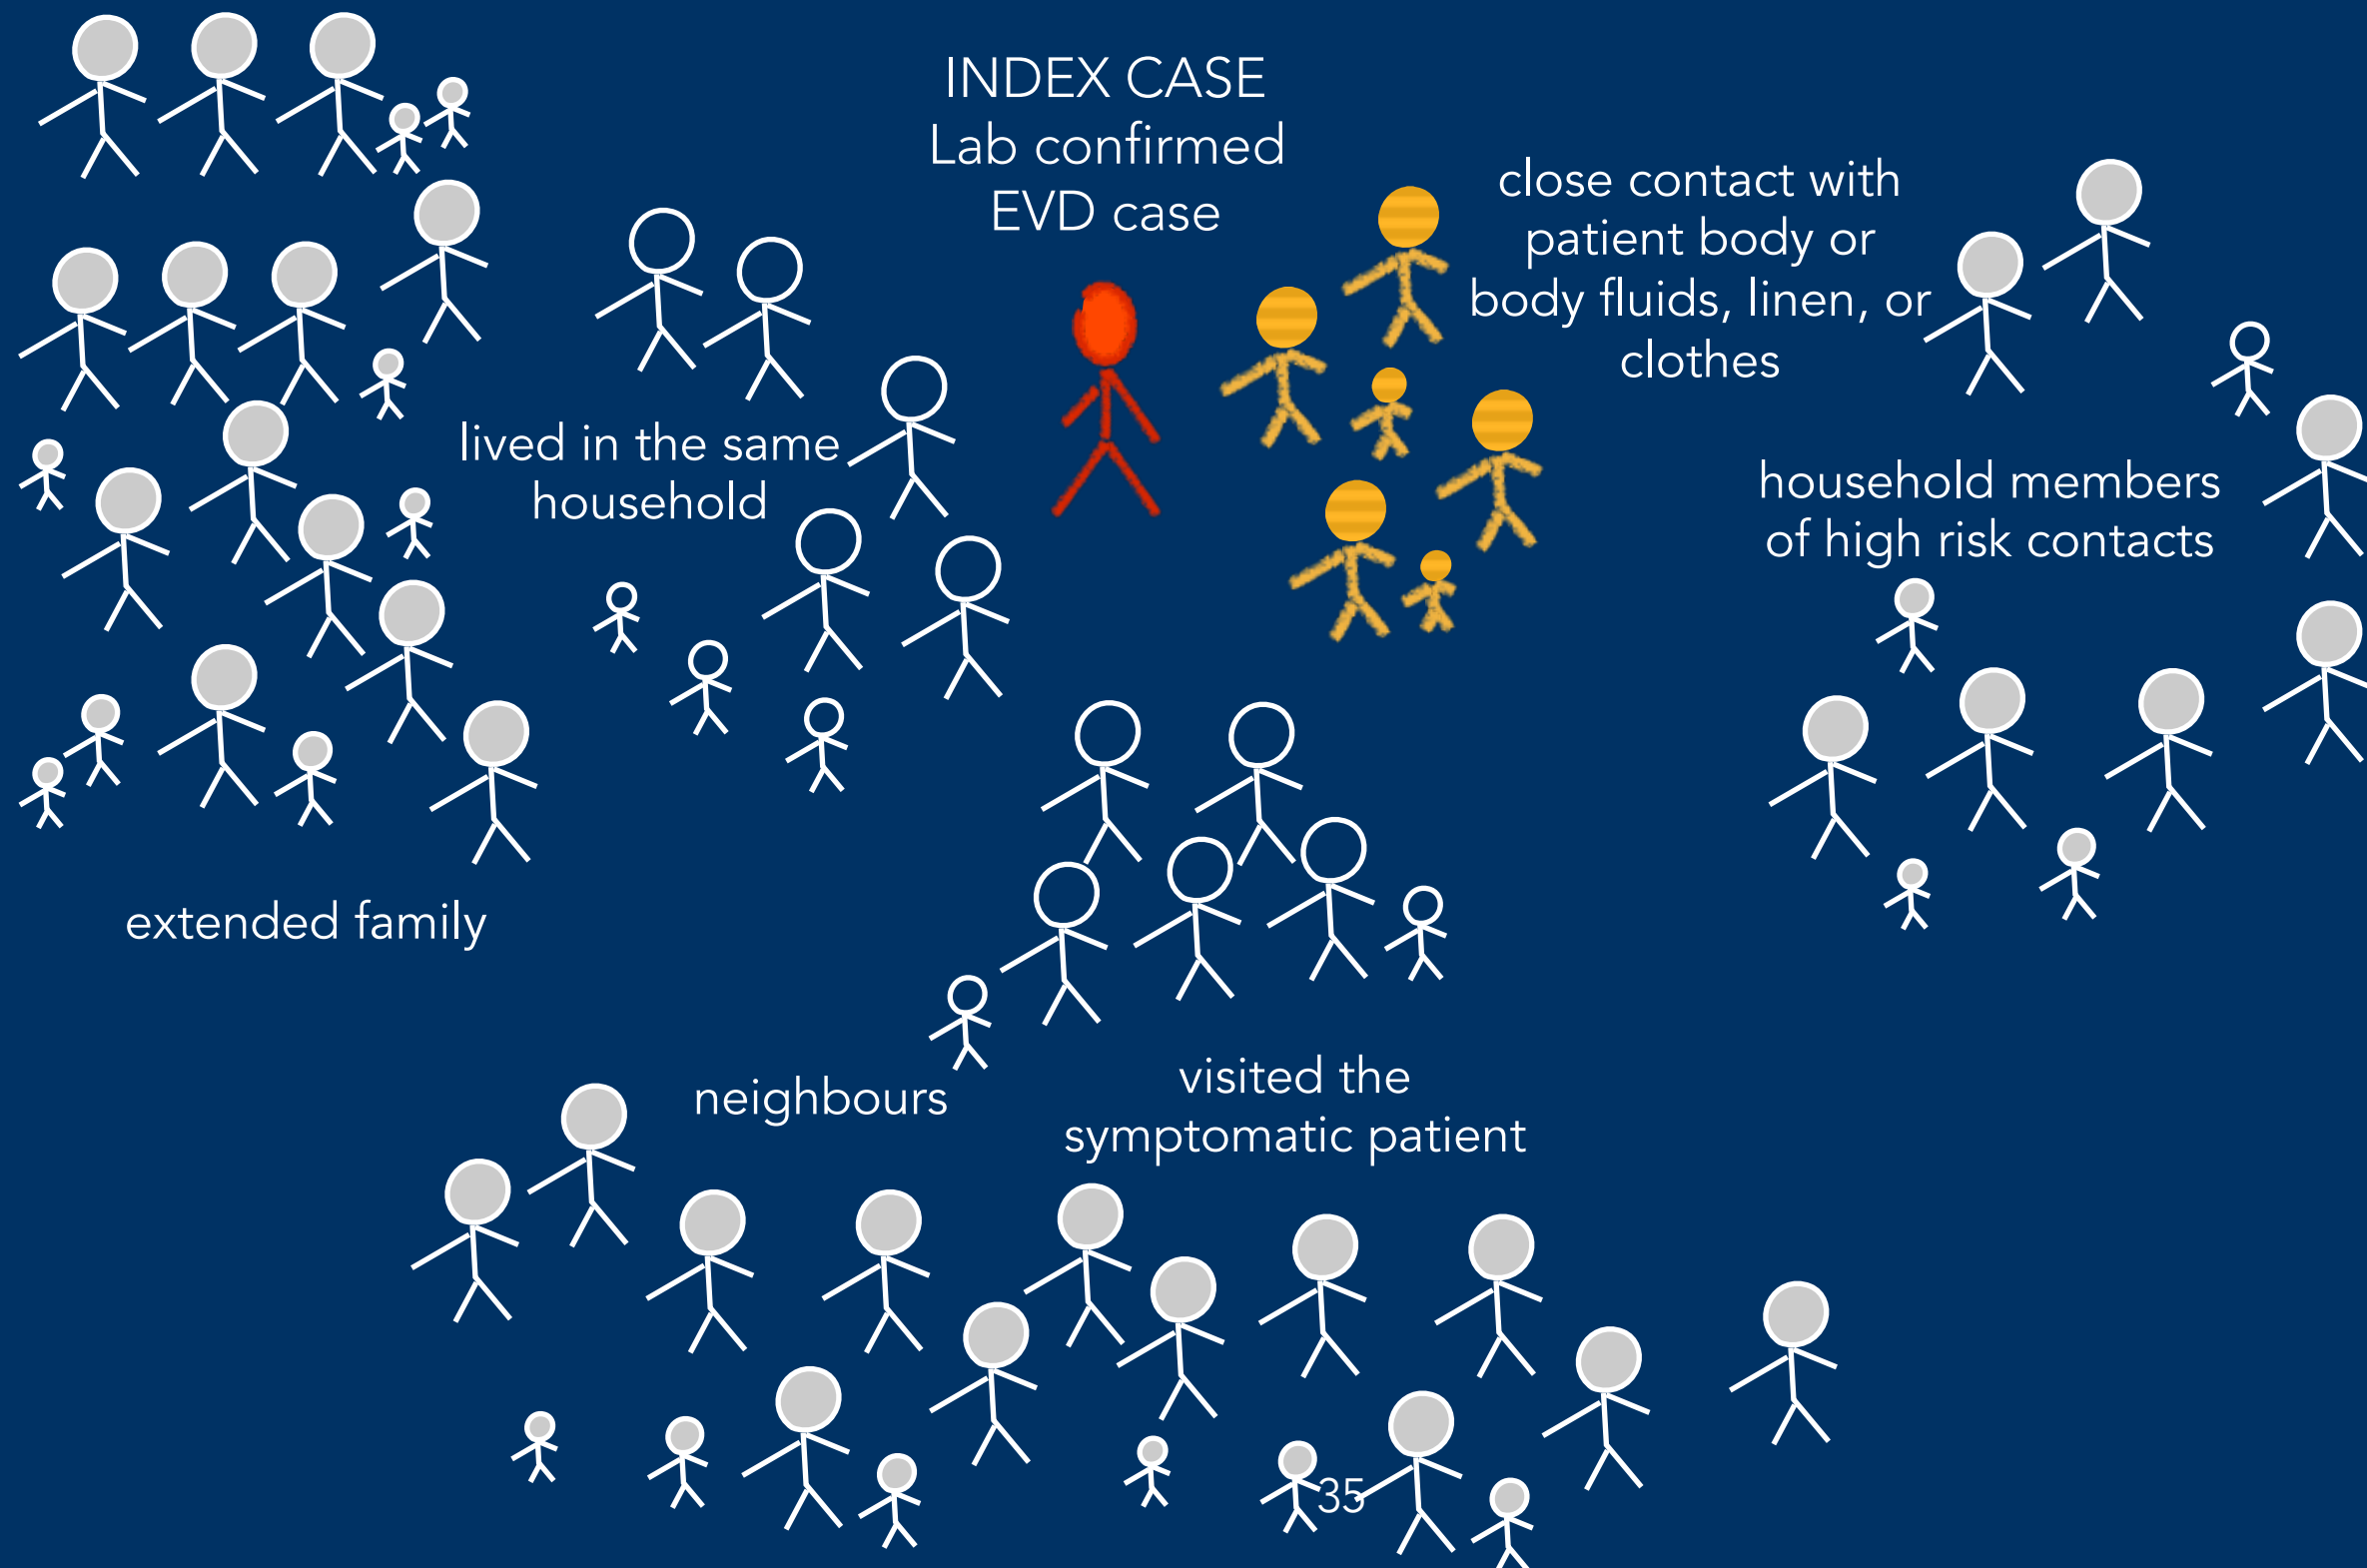 INDEX CASE
Lab confirmed
EVD case
close contact with
patient body or
body fluids, linen, or
clothes
lived in the same
household
household members
of high risk contacts
extended family
neighbours
visited the
symptomatic patient
35